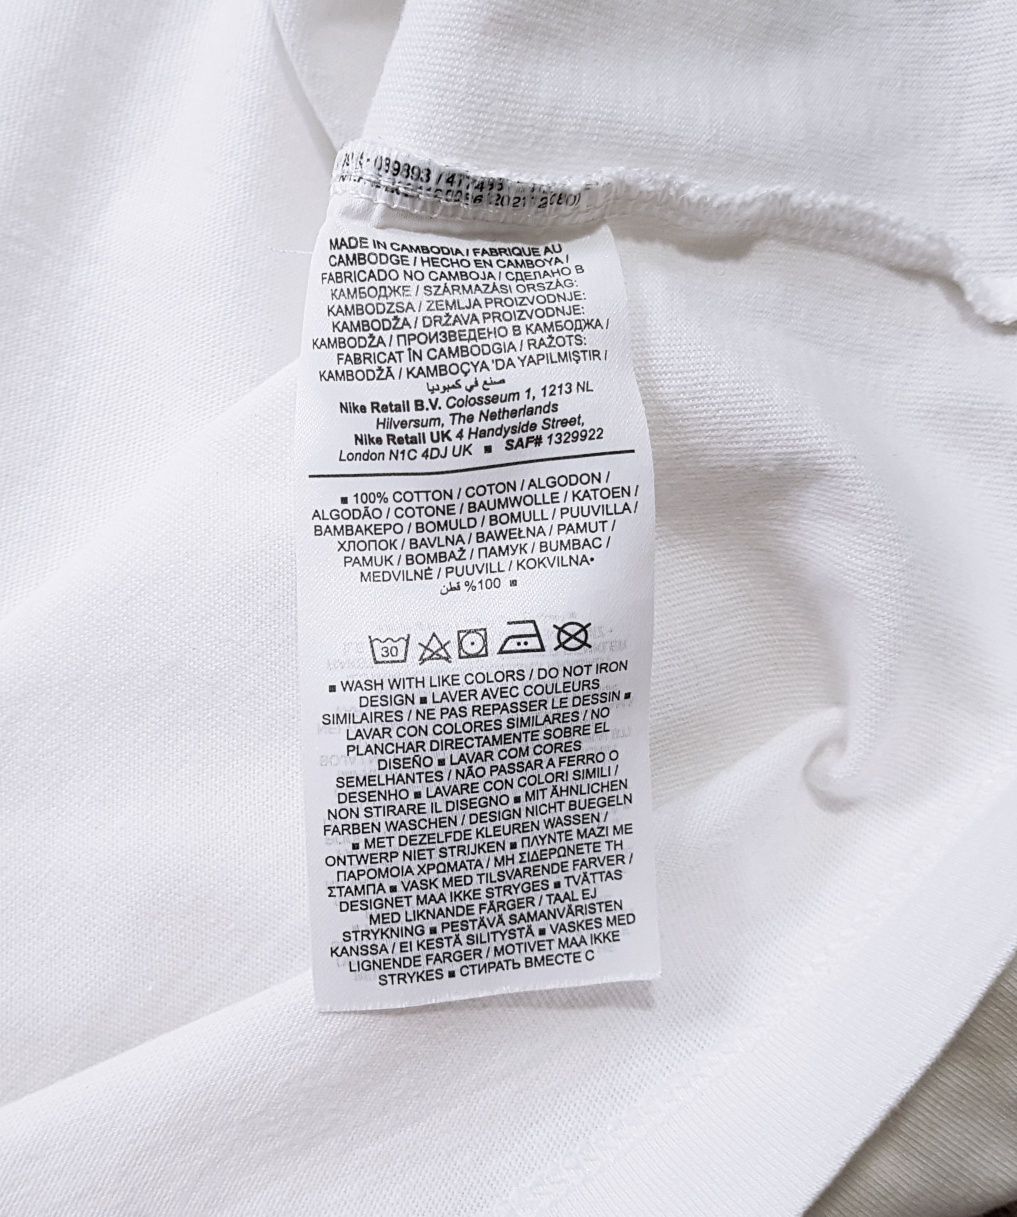 089893 / 417493
2021
MADE IN CAMBODIA / FABRIQUE AU
CAMBODGE / HECHO EN CAMBOYA /
FABRICADO NO CAMBOJA / СДЕЛАНО В
КАМБОДЖЕ / SZÁRMAZÁSI ORSZÁG:
KAMBODZSA / ZEMLJA PROIZVODNJE:
KAMBODŽA / DRŽAVA PROIZVODNJE:
KAMBODŽA / ПРОИЗВЕДЕНО В КАМБОДЖА /
FABRICAT ÎN CAMBODGIA / RAŽOTS:
KAMBODŽĀ / KAMBOÇYA 'DA YAPILMIŞTIR /
صنع في كمبوديا
Nike Retail B.V. Colosseum 1, 1213 NL
Hilversum, The Netherlands
Nike Retail UK 4 Handyside Street,
London N1C 4DJ UK ■ SAF# 1329922
■ 100% COTTON / COTON / ALGODON /
ALGODÃO / COTONE / BAUMWOLLE / KATOEN /
ΒΑΜΒΑΚΕΡΟ / BOMULD / BOMULL / PUUVILLA /
ХЛОПОК / BAVLNA / BAWEŁNA / PAMUT /
PAMUK / BOMBAŽ / ПАМУК / BUMBAC /
MEDVILNĖ / PUUVILL / KOKVILNA•
قطن %100 ■
30
■ WASH WITH LIKE COLORS / DO NOT IRON
DESIGN ■ LAVER AVEC COULEURS
SIMILAIRES / NE PAS REPASSER LE DESSIN ■
LAVAR CON COLORES SIMILARES / NO
PLANCHAR DIRECTAMENTE SOBRE EL
DISEÑO ■ LAVAR COM CORES
SEMELHANTES / NÃO PASSAR A FERRO O
DESENHO ■ LAVARE CON COLORI SIMILI /
NON STIRARE IL DISEGNO ■ MIT ÄHNLICHEN
FARBEN WASCHEN / DESIGN NICHT BUEGELN
■ MET DEZELFDE KLEUREN WASSEN /
ONTWERP NIET STRIJKEN ■ ΠΛΥΝΤΕ ΜΑΖΙ ΜΕ
ΠΑΡΟΜΟΙΑ ΧΡΩΜΑΤΑ / ΜΗ ΣΙΔΕΡΩΝΕΤΕ ΤΗ
ΣΤΑΜΠΑ ■ VASK MED TILSVARENDE FARVER /
DESIGNET MAA IKKE STRYGES ■ TVÄTTAS
MED LIKNANDE FÄRGER / TAAL EJ
STRYKNING ■ PESTÄVÄ SAMANVÄRISTEN
KANSSA / EI KESTÄ SILITYSTÄ ■ VASKES MED
LIGNENDE FARGER / MOTIVET MAA IKKE
STRYKES ■ СТИРАТЬ ВМЕСТЕ С